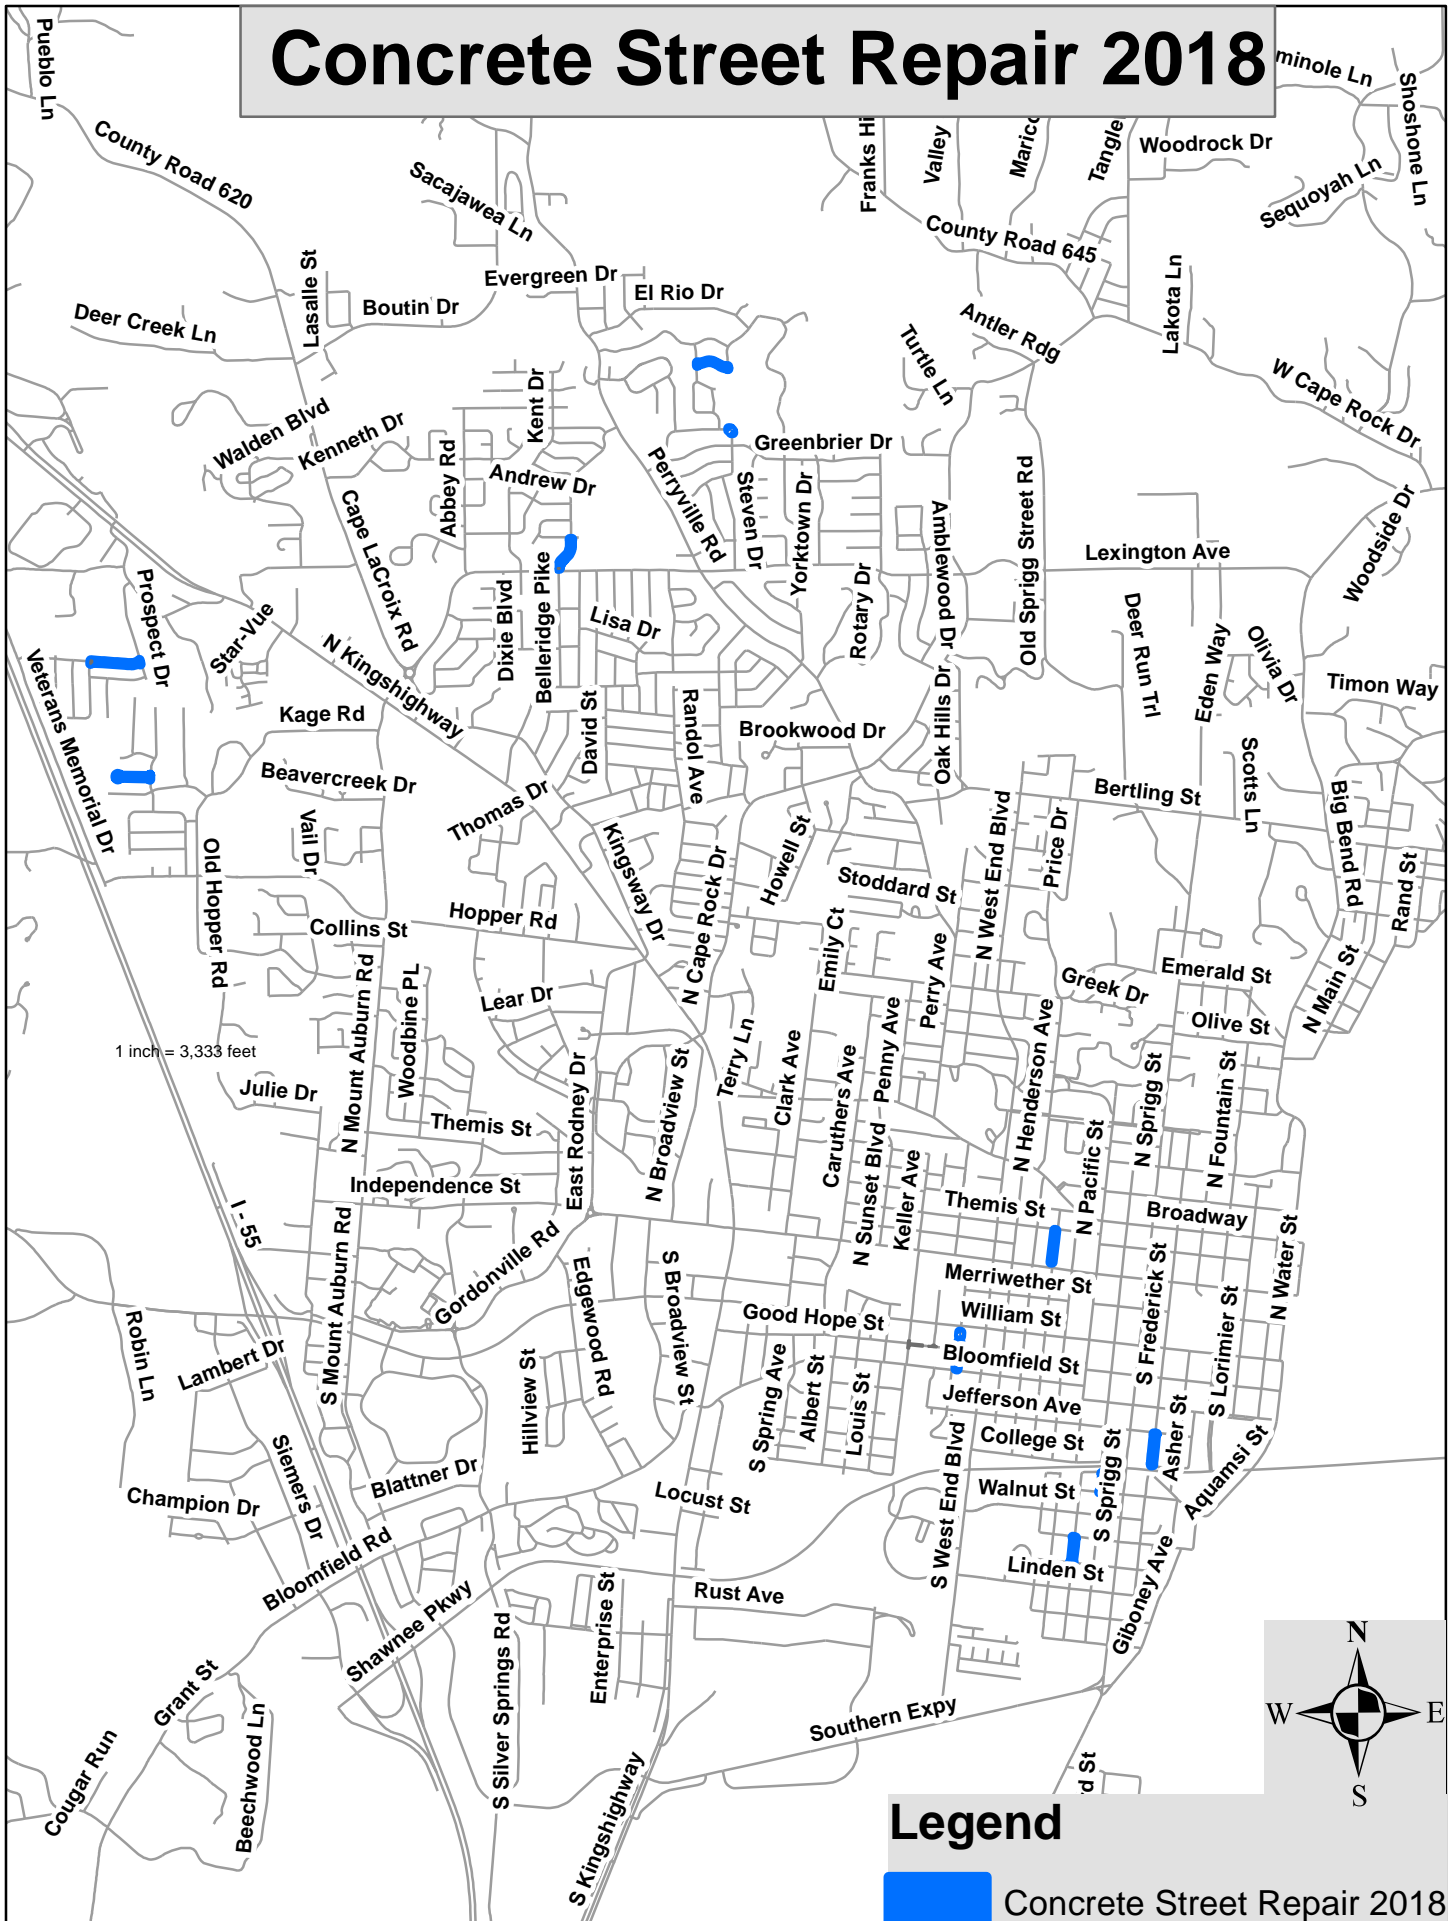 Concrete Street Repair 2018
Pueblo Ln
minole Ln
Shoshone Ln
County Road 620
Sacajawea Ln
Franks Hi
Valley
Marico
Tangle
Woodrock Dr
Sequoyah Ln
County Road 645
Lasalle St
Evergreen Dr
El Rio Dr
Boutin Dr
Deer Creek Ln
Lakota Ln
Antler Rdg
Turtle Ln
W Cape Rock Dr
Walden Blvd
Kenneth Dr
Kent Dr
Abbey Rd
Andrew Dr
Greenbrier Dr
Perryville Rd
Steven Dr
Yorktown Dr
Amblewood Dr
Old Sprigg Street Rd
Woodside Dr
Cape LaCroix Rd
Lexington Ave
Prospect Dr
Star-Vue
Dixie Blvd
Belleridge Pike
Lisa Dr
Rotary Dr
Deer Run Trl
Eden Way
Olivia Dr
Timon Way
Veterans Memorial Dr
N Kingshighway
Kage Rd
David St
Randol Ave
Brookwood Dr
Oak Hills Dr
Beavercreek Dr
Bertling St
Scotts Ln
Big Bend Rd
Thomas Dr
Vail Dr
Old Hopper Rd
Kingsway Dr
N Cape Rock Dr
Howell St
Stoddard St
N West End Blvd
Price Dr
Rand St
Collins St
Hopper Rd
Emily Ct
Perry Ave
Greek Dr
Emerald St
N Main St
Lear Dr
Olive St
N Mount Auburn Rd
Woodbine PL
1 inch = 3,333 feet
Julie Dr
Themis St
East Rodney Dr
N Broadview St
Terry Ln
Clark Ave
Caruthers Ave
Penny Ave
N Sunset Blvd
Keller Ave
N Henderson Ave
N Pacific St
N Sprigg St
N Fountain St
Independence St
Themis St
Broadway
I - 55
N Water St
Gordonville Rd
Edgewood Rd
S Broadview St
Merriwether St
William St
Good Hope St
Bloomfield St
S Mount Auburn Rd
Robin Ln
Lambert Dr
Hillview St
S Spring Ave
Albert St
Louis St
Jefferson Ave
College St
S Frederick St
S Lorimier St
Asher St
Aquamsi St
Siemers Dr
Blattner Dr
Champion Dr
Locust St
Walnut St
S Sprigg St
S West End Blvd
Linden St
Giboney Ave
Bloomfield Rd
Shawnee Pkwy
Enterprise St
Rust Ave
S Silver Springs Rd
Grant St
Beechwood Ln
Cougar Run
Southern Expy
S Kingshighway
rd St
N
W
E
S
Legend
Concrete Street Repair 2018